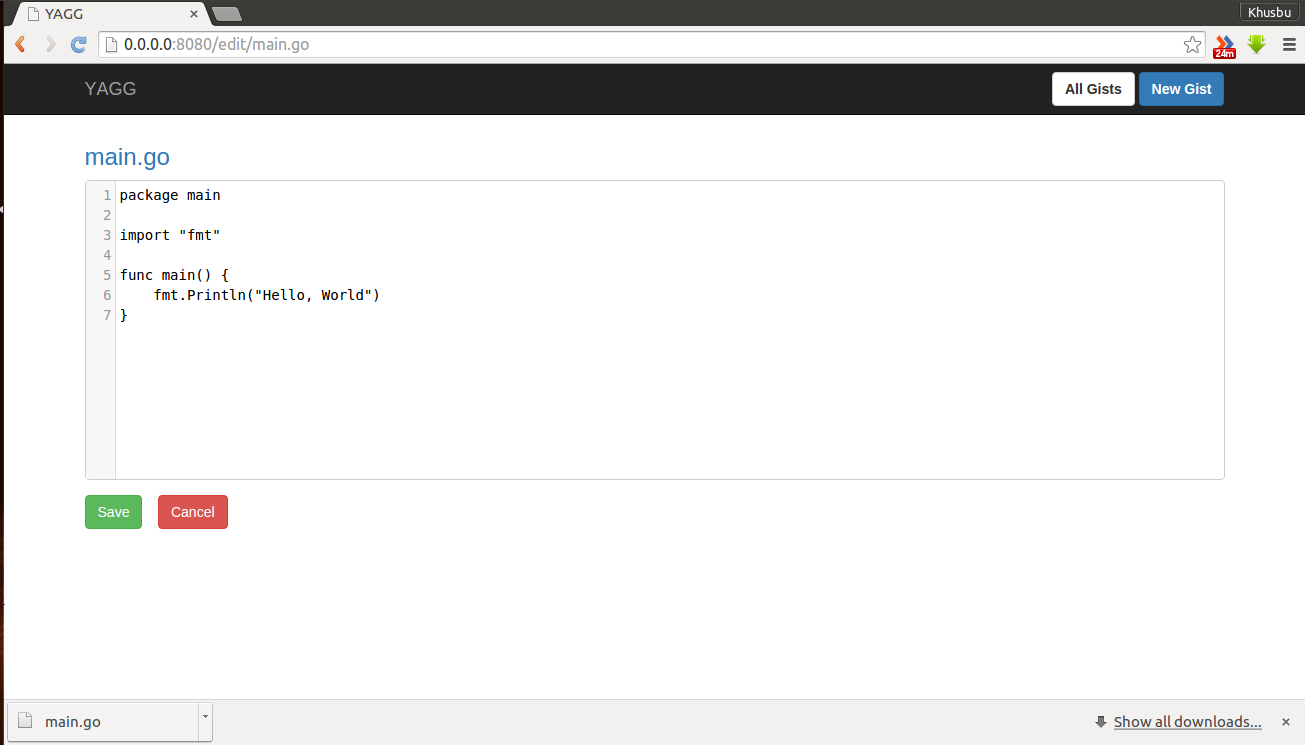 YAGG
Khusbu
0.0.0.0:8080/edit/main.go
24m
YAGG
All Gists
New Gist
main.go
1 package main
2
3 import "fmt"
4
5 func main() {
6     fmt.Println("Hello, World")
7 }
Save
Cancel
main.go
Show all downloads...